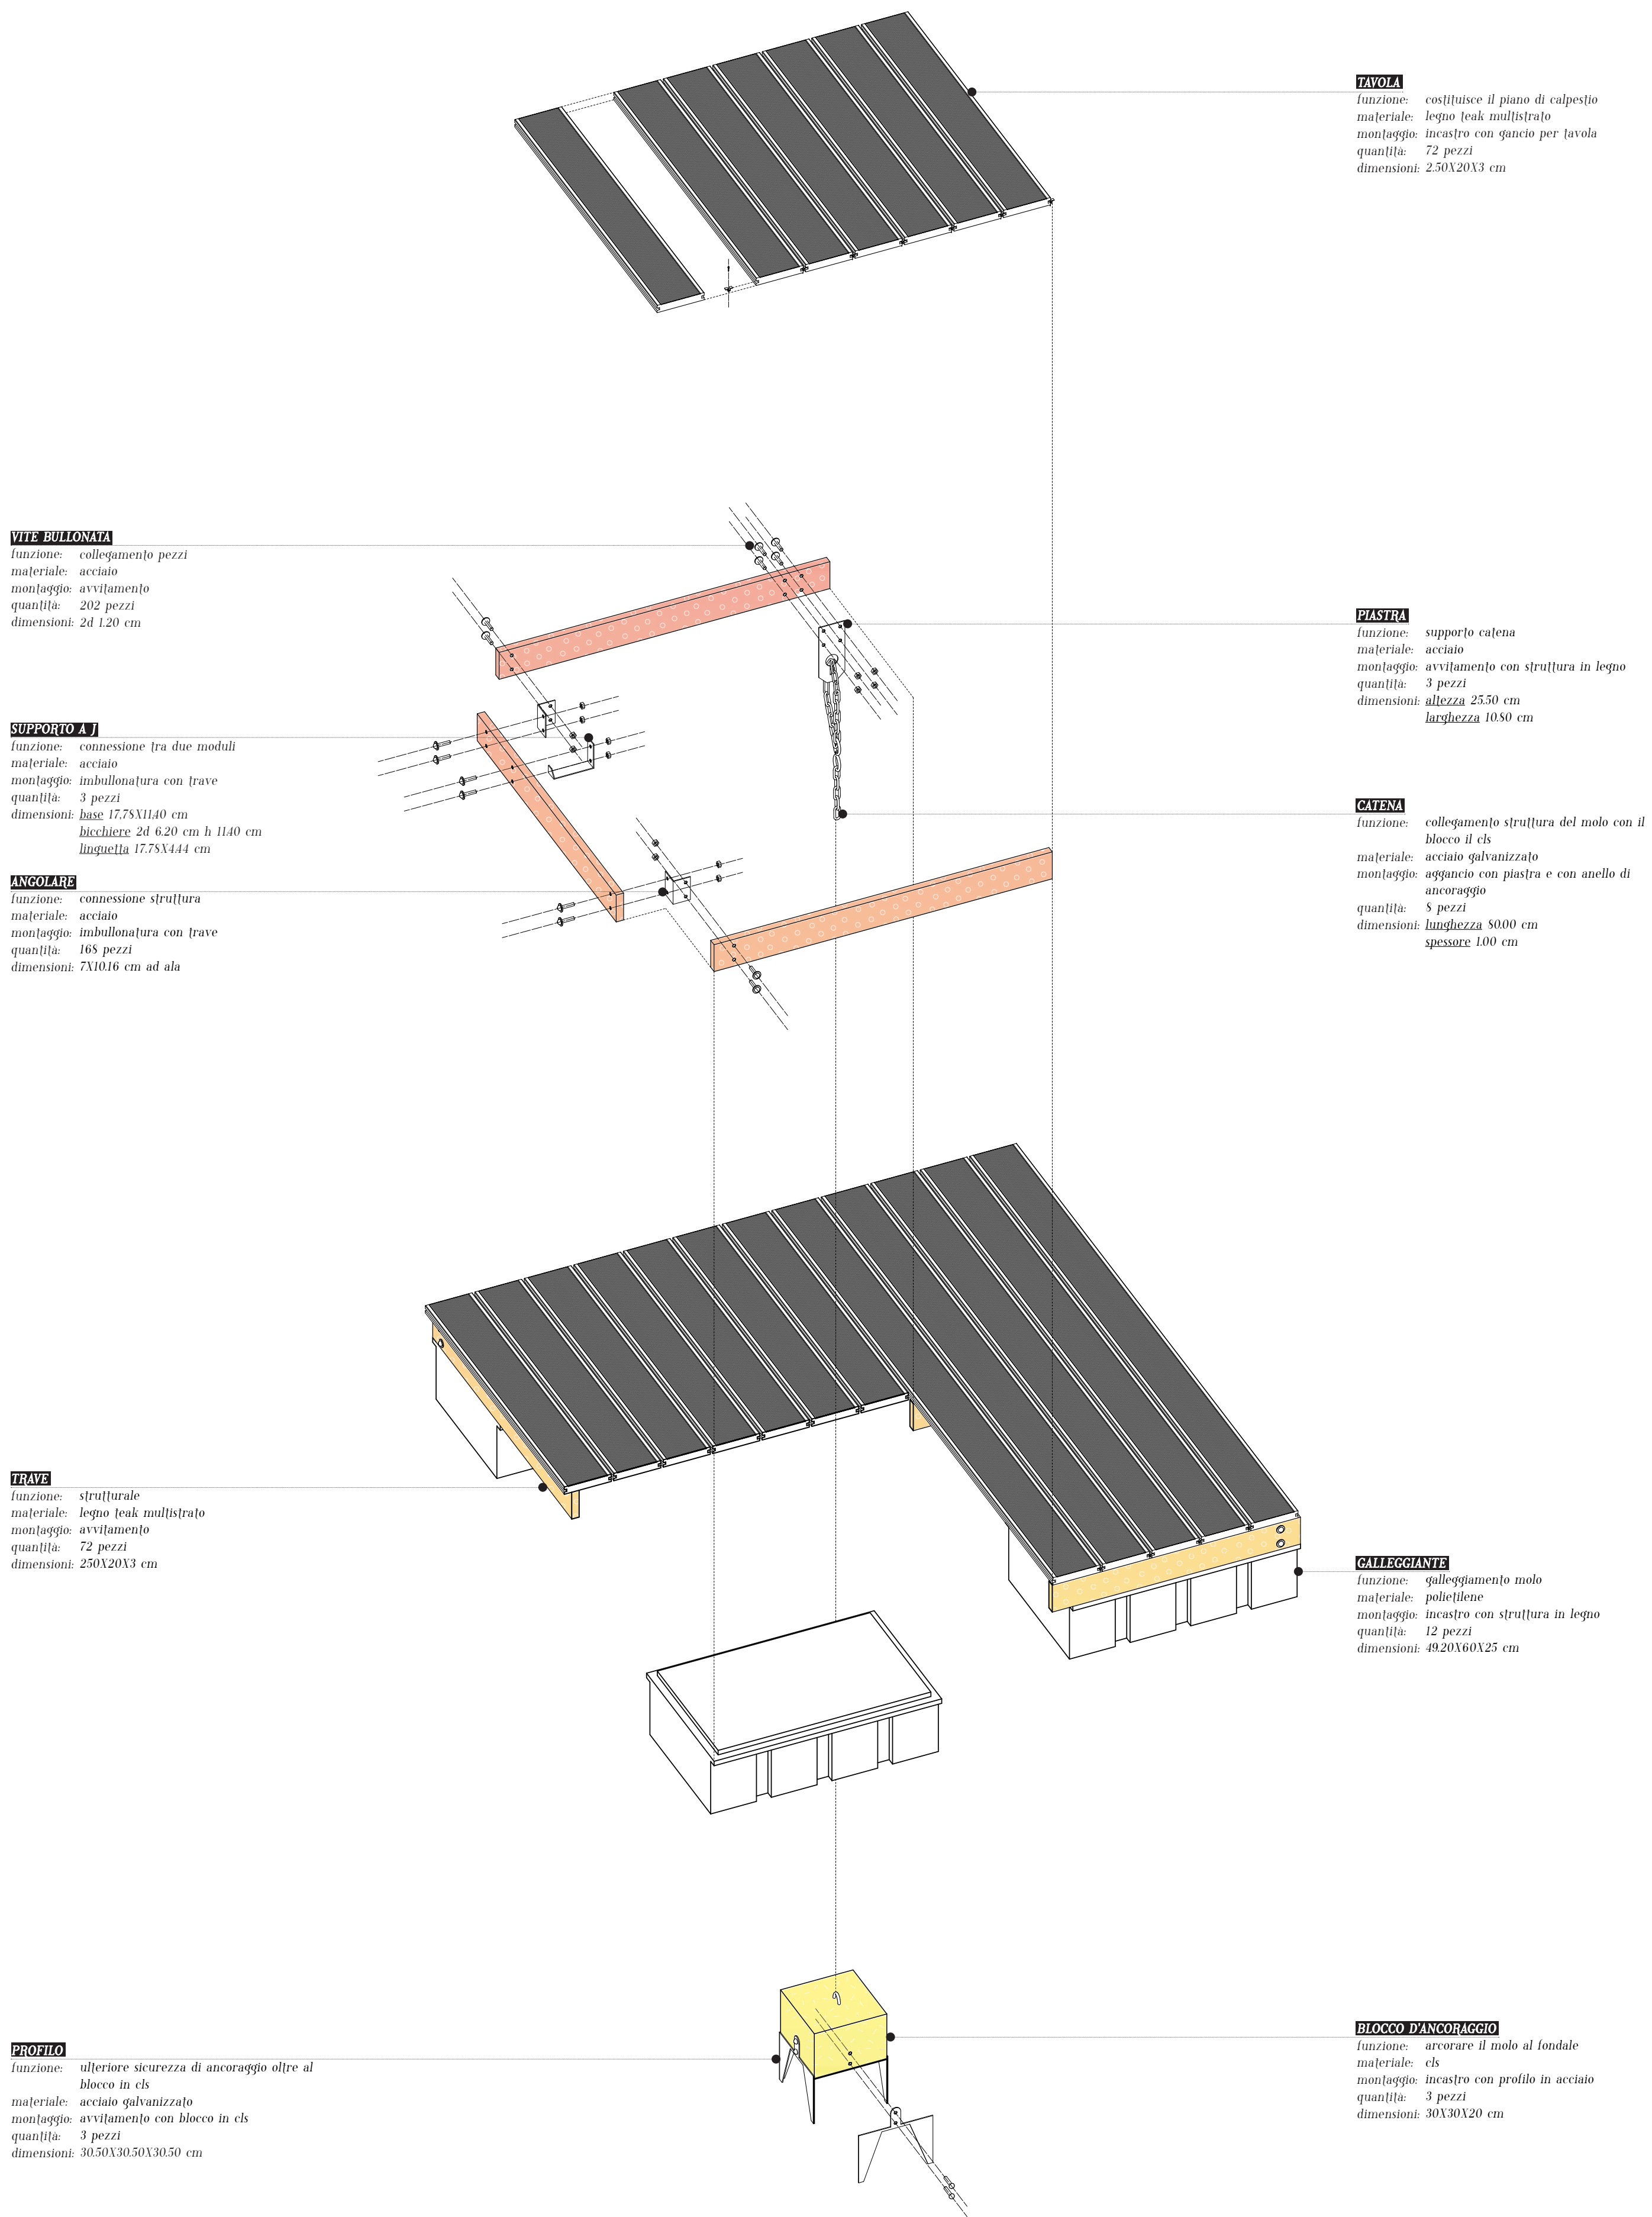 TAVOLA
funzione: costituisce il piano di calpestio
materiale: legno teak multistrato
montaggio: incastro con gancio per tavola
quantità: 72 pezzi
dimensioni: 2.50X20X3 cm
VITE BULLONATA
funzione: collegamento pezzi
materiale: acciaio
montaggio: avvitamento
quantità: 202 pezzi
dimensioni: 2d 1.20 cm
PIASTRA
funzione: supporto catena
materiale: acciaio
montaggio: avvitamento con struttura in legno
quantità: 3 pezzi
dimensioni: altezza 25.50 cm
larghezza 10.80 cm
SUPPORTO A J
funzione: connessione tra due moduli
materiale: acciaio
montaggio: imbullonatura con trave
quantità: 3 pezzi
dimensioni: base 17.78X11.40 cm
bicchiere 2d 6.20 cm h 11.40 cm
linguetta 17.78X4.44 cm
CATENA
funzione: collegamento struttura del molo con il
blocco il cls
materiale: acciaio galvanizzato
montaggio: aggancio con piastra e con anello di
ancoraggio
quantità: 8 pezzi
dimensioni: lunghezza 80.00 cm
spessore 1.00 cm
ANGOLARE
funzione: connessione struttura
materiale: acciaio
montaggio: imbullonatura con trave
quantità: 168 pezzi
dimensioni: 7X10.16 cm ad ala
TRAVE
funzione: strutturale
materiale: legno teak multistrato
montaggio: avvitamento
quantità: 72 pezzi
dimensioni: 250X20X3 cm
GALLEGGIANTE
funzione: galleggiamento molo
materiale: polietilene
montaggio: incastro con struttura in legno
quantità: 12 pezzi
dimensioni: 49.20X60X25 cm
PROFILO
funzione: ulteriore sicurezza di ancoraggio oltre al
blocco in cls
materiale: acciaio galvanizzato
montaggio: avvitamento con blocco in cls
quantità: 3 pezzi
dimensioni: 30.50X30.50X30.50 cm
BLOCCO D'ANCORAGGIO
funzione: arcorare il molo al fondale
materiale: cls
montaggio: incastro con profilo in acciaio
quantità: 3 pezzi
dimensioni: 30X30X20 cm